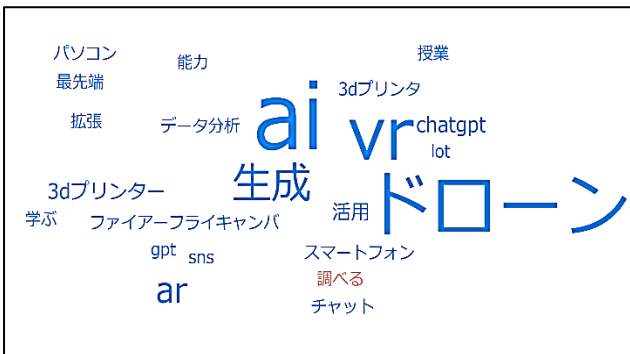 パソコン
能力
授業
最先端
3dプリンタ
ai
拡張
データ分析
vr
chatgpt
lot
生成
3dプリンター
活用
ドローン
学ぶ
ファイアーフライキャンバ
gpt
sns
スマートフォン
ar
調べる
チャット